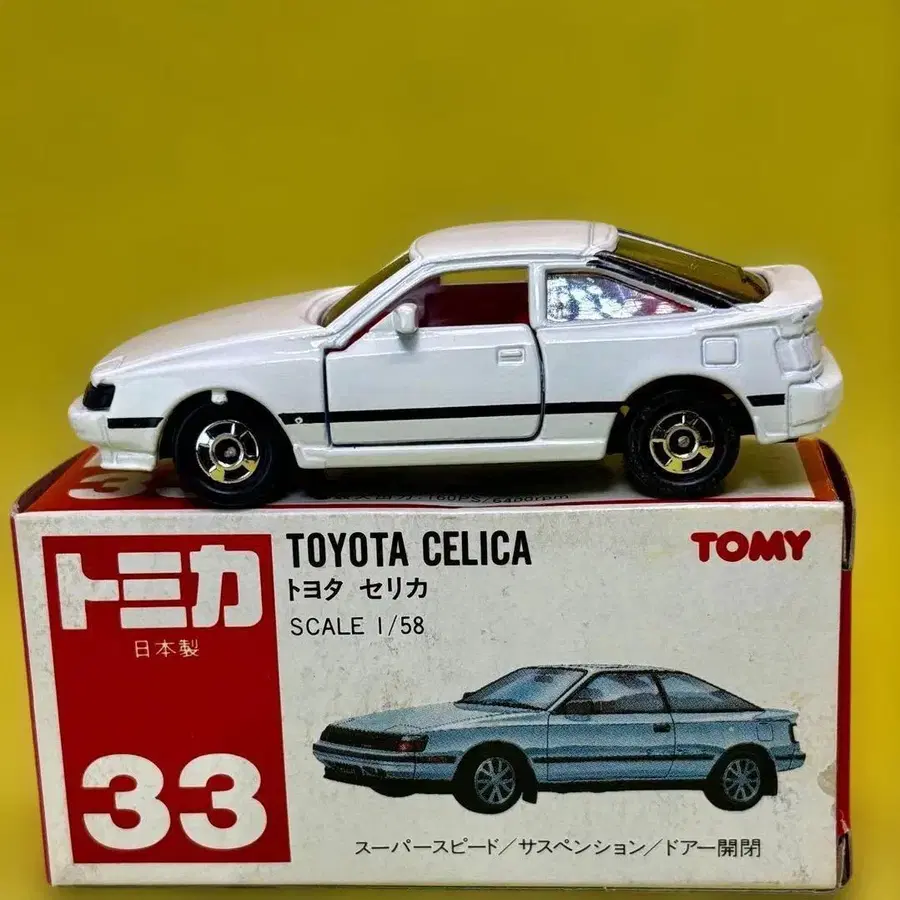 160PS/6400rpm
トミカ
日本製
33
TOYOTA CELICA
トヨタ セリカ
SCALE 1/58
TOMY
スーパースピード/サスペンション/ドアー開閉